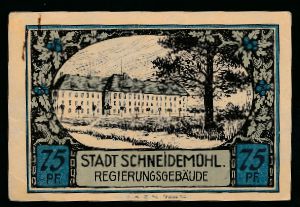 STADT SCHNEIDEMÜHL.
REGIERUNGSGEBÄUDE
75
PF
75
PF